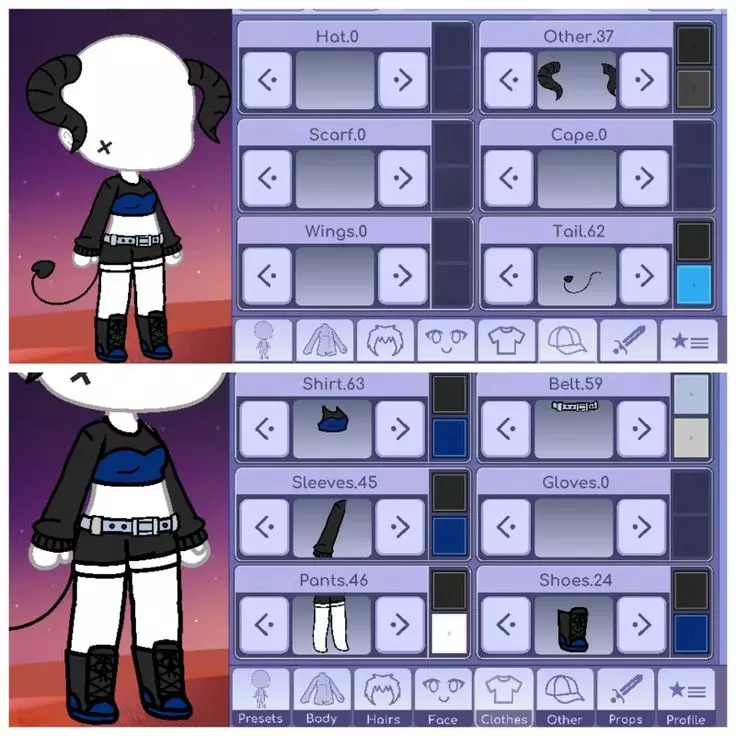 Hat.0
Other.37
Scarf.0
Cape.0
Wings.0
Tail.62
Shirt.63
Belt.59
Sleeves.45
Gloves.0
Pants.46
Shoes.24
Presets
Body
Hairs
Face
Clothes
Other
Props
Profile